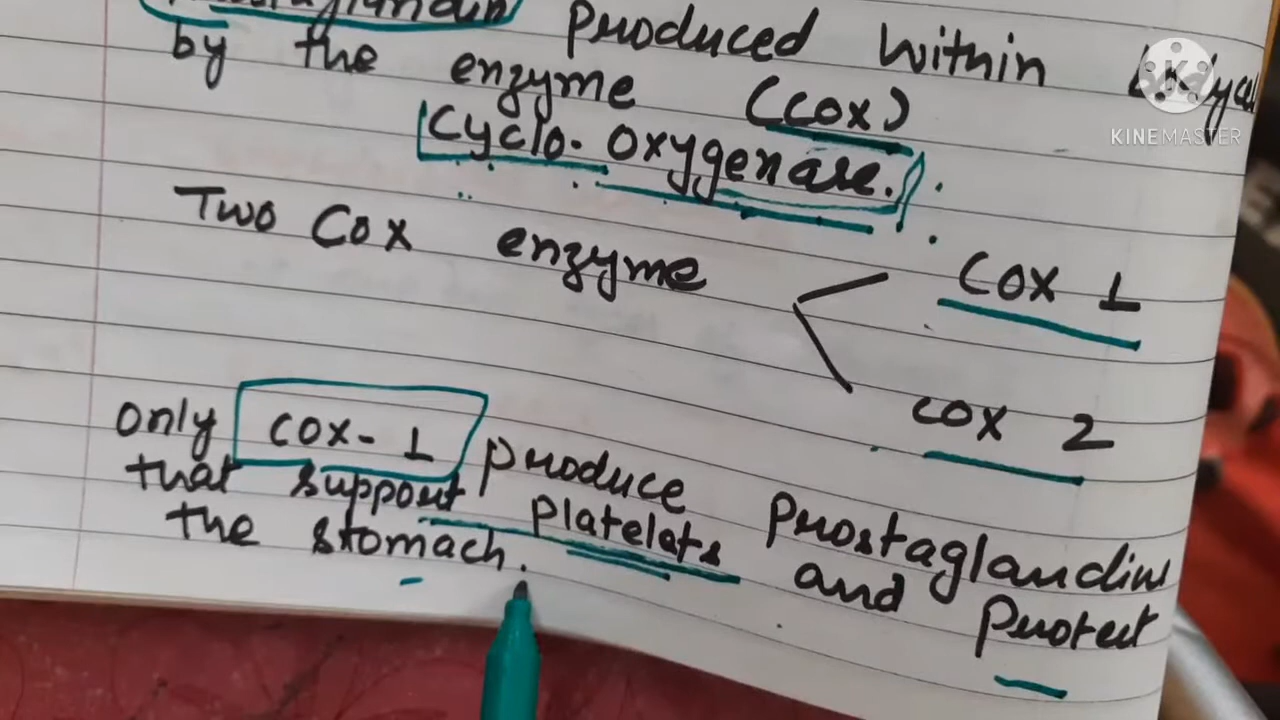 produced within
by the enzyme (COX)
Cyclo-oxygenase.
Two Cox enzyme
COX 1
COX 2
only COX-1 produce Prostaglandins
that support platelets and Protect
the stomach.
K
KINEMASTER